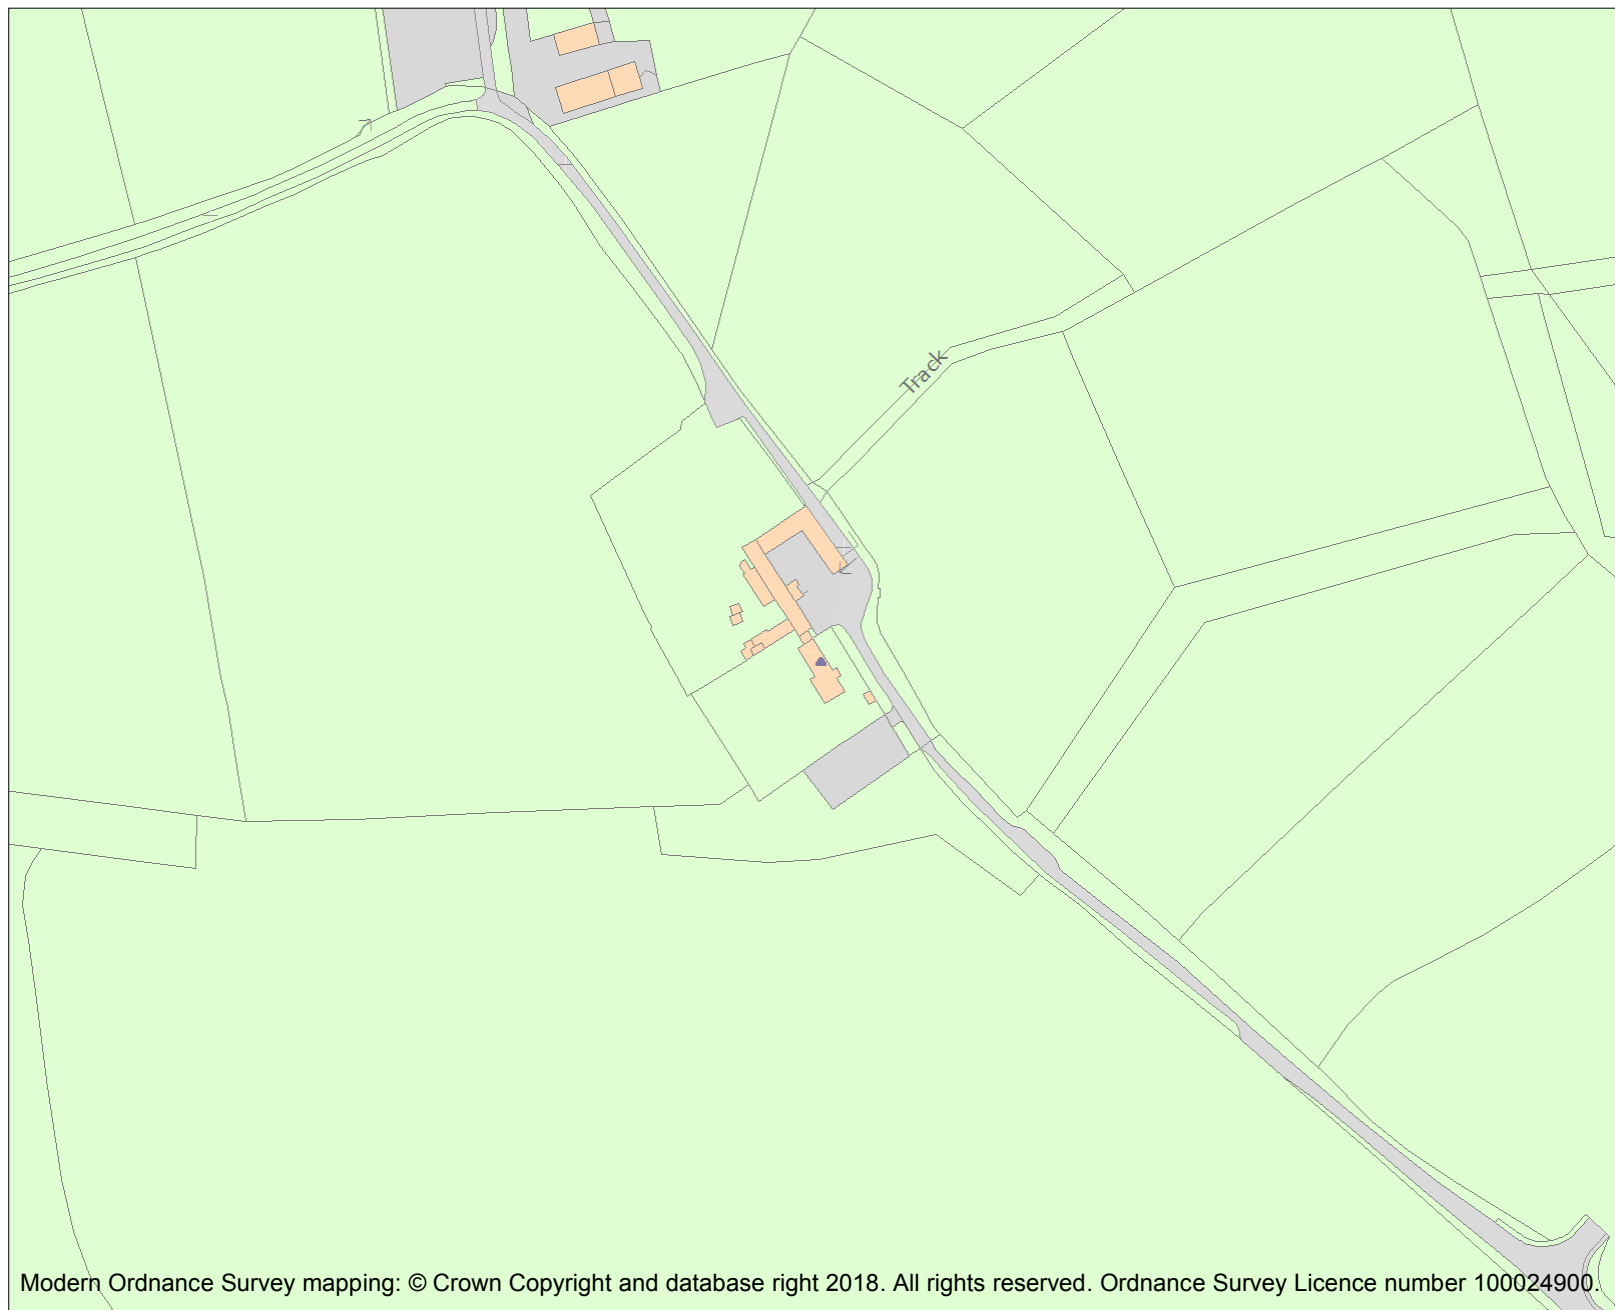 Track
Modern Ordnance Survey mapping: © Crown Copyright and database right 2018. All rights reserved. Ordnance Survey Licence number 100024900.